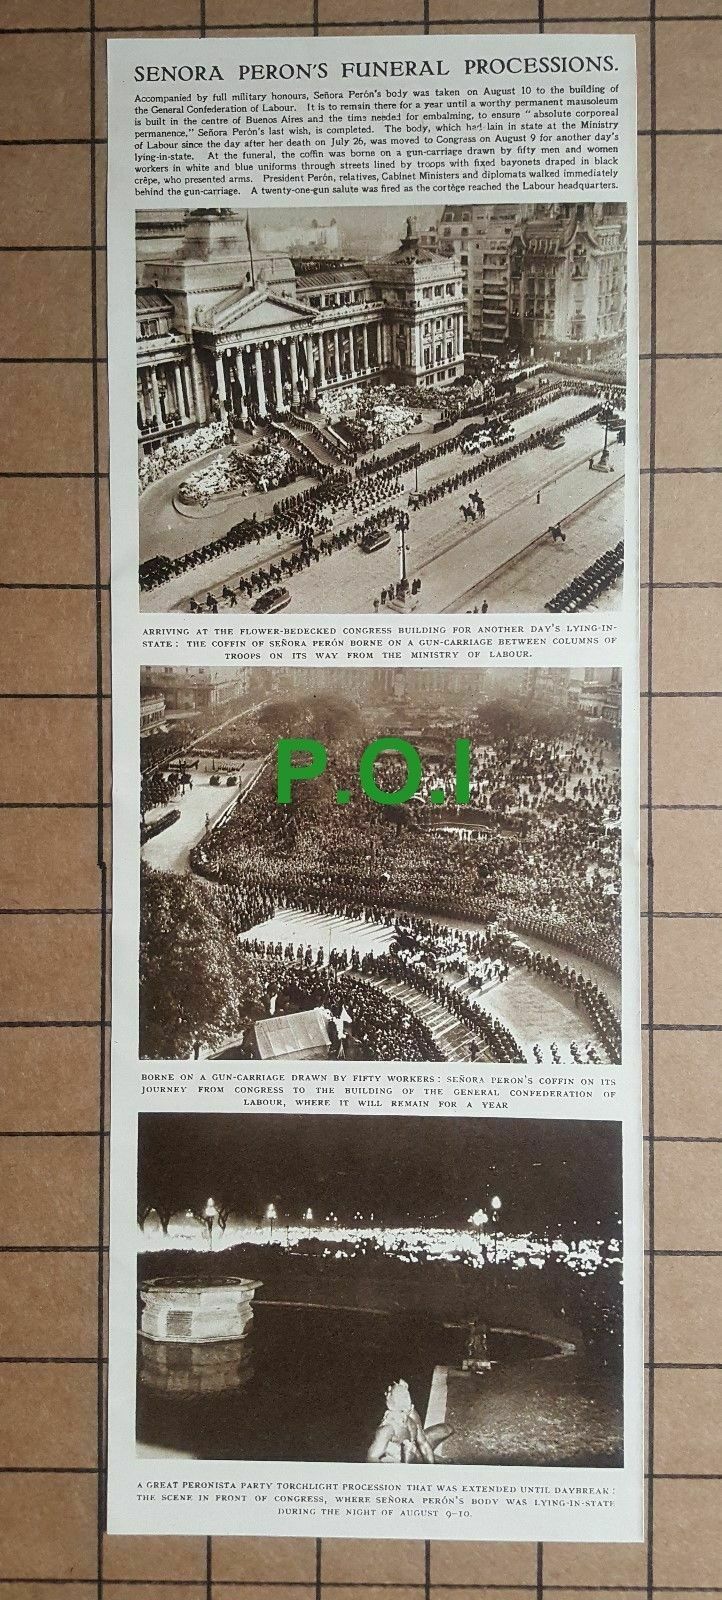 SENORA PERON'S FUNERAL PROCESSIONS.
Accompanied by full military honours, Señora Perón's body was taken on August 10 to the building of
the General Confederation of Labour. It is to remain there for a year until a worthy permanent mausoleum
is built in the centre of Buenos Aires and the time needed for embalming, to ensure "absolute corporeal
permanence," Señora Perón's last wish, is completed. The body, which had lain in state at the Ministry
of Labour since the day after her death on July 26, was moved to Congress on August 9 for another day's
lying-in-state. At the funeral, the coffin was borne on a gun-carriage drawn by fifty men and women
workers in white and blue uniforms through streets lined by troops with fixed bayonets draped in black
crêpe, who presented arms. President Perón, relatives, Cabinet Ministers and diplomats walked immediately
behind the gun-carriage. A twenty-one-gun salute was fired as the cortège reached the Labour headquarters.
ARRIVING AT THE FLOWER-BEDECKED CONGRESS BUILDING FOR ANOTHER DAY'S LYING-IN-
STATE: THE COFFIN OF SEÑORA PERÓN BORNE ON A GUN-CARRIAGE BETWEEN COLUMNS OF
TROOPS ON ITS WAY FROM THE MINISTRY OF LABOUR.
P.O.I
BORNE ON A GUN-CARRIAGE DRAWN BY FIFTY WORKERS: SEÑORA PERON'S COFFIN ON ITS
JOURNEY FROM CONGRESS TO THE BUILDING OF THE GENERAL CONFEDERATION OF
LABOUR, WHERE IT WILL REMAIN FOR A YEAR
A GREAT PERONISTA PARTY TORCHLIGHT PROCESSION THAT WAS EXTENDED UNTIL DAYBREAK:
THE SCENE IN FRONT OF CONGRESS, WHERE SEÑORA PERÓN'S BODY WAS LYING-IN-STATE
DURING THE NIGHT OF AUGUST 9-10.